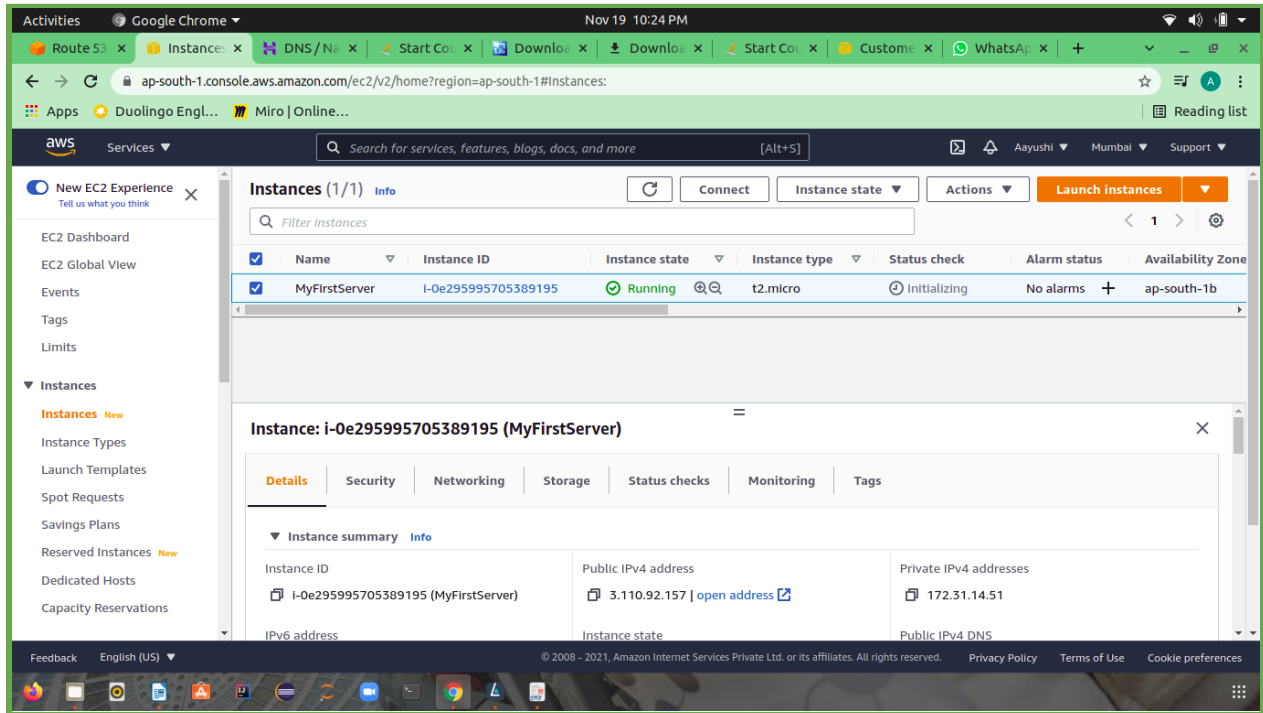 Activities Google Chrome ▾ Nov 19 10:24 PM
Route 53 Instances DNS / Na Start Cou Downloa Downloa Start Cou Custome WhatsAp
ap-south-1.console.aws.amazon.com/ec2/v2/home?region=ap-south-1#Instances: A
Apps Duolingo Engl... Miro | Online... Reading list
aws Services ▼ Search for services, features, blogs, docs, and more [Alt+S] Aayushi ▼ Mumbai ▼ Support ▼
New EC2 Experience
Tell us what you think
EC2 Dashboard
EC2 Global View
Events
Tags
Limits
▼ Instances
Instances New
Instance Types
Launch Templates
Spot Requests
Savings Plans
Reserved Instances New
Dedicated Hosts
Capacity Reservations
Instances (1/1) Info Connect Instance state ▼ Actions ▼ Launch instances ▼
Filter instances 1
Name Instance ID Instance state Instance type Status check Alarm status Availability Zone
MyFirstServer i-0e295995705389195 Running t2.micro Initializing No alarms + ap-south-1b
Instance: i-0e295995705389195 (MyFirstServer)
Details Security Networking Storage Status checks Monitoring Tags
▼ Instance summary Info
Instance ID Public IPv4 address Private IPv4 addresses
i-0e295995705389195 (MyFirstServer) 3.110.92.157 | open address 172.31.14.51
IPv6 address Instance state Public IPv4 DNS
Feedback English (US) ▼ © 2008 - 2021, Amazon Internet Services Private Ltd. or its affiliates. All rights reserved. Privacy Policy Terms of Use Cookie preferences